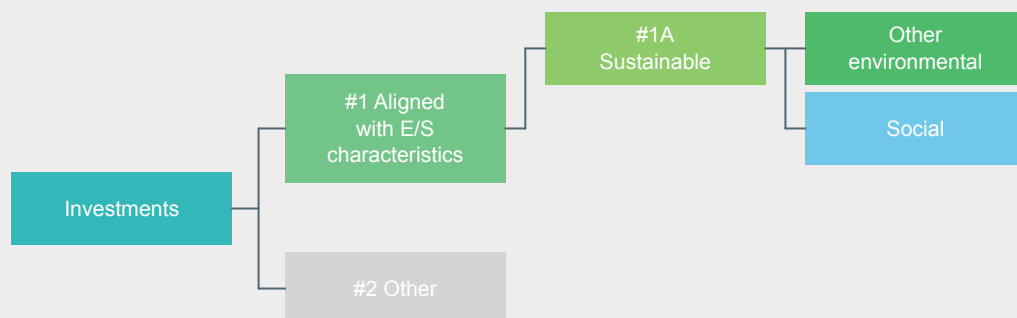 Investments
#1 Aligned
with E/S
characteristics
#2 Other
#1A
Sustainable
Other
environmental
Social